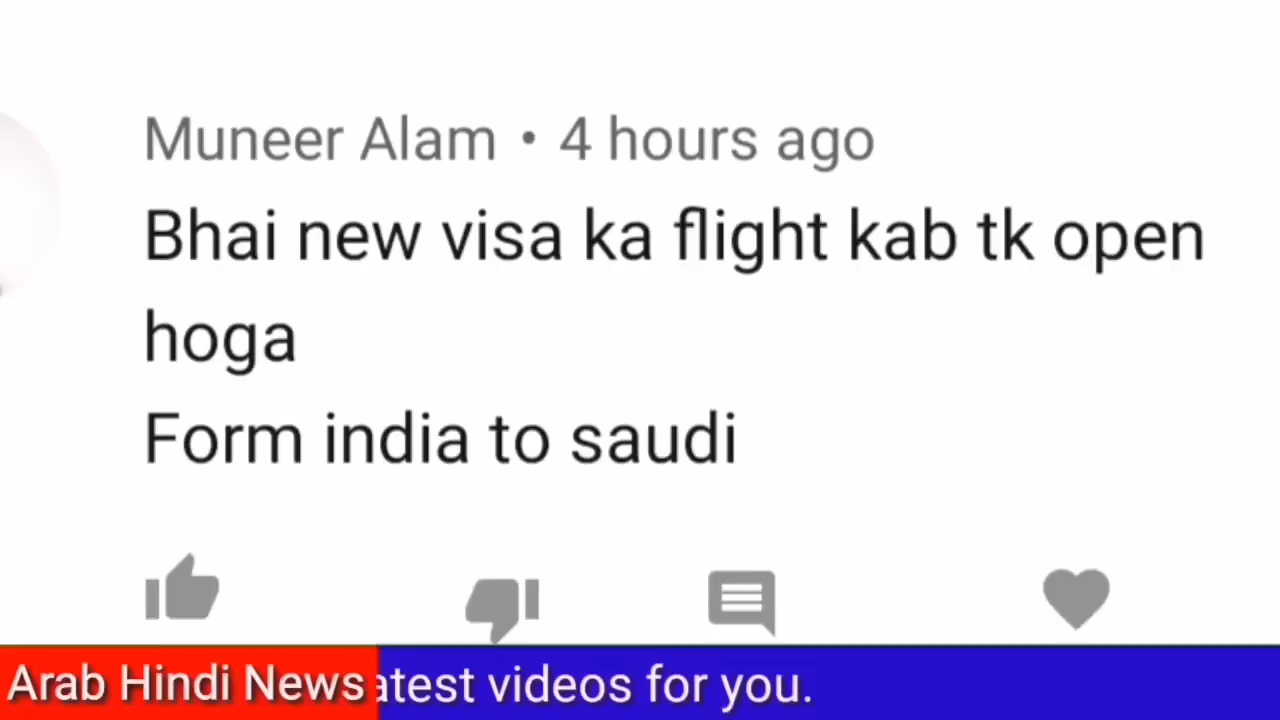 Muneer Alam • 4 hours ago
Bhai new visa ka flight kab tk open
hoga
Form india to saudi
Arab Hindi News atest videos for you.